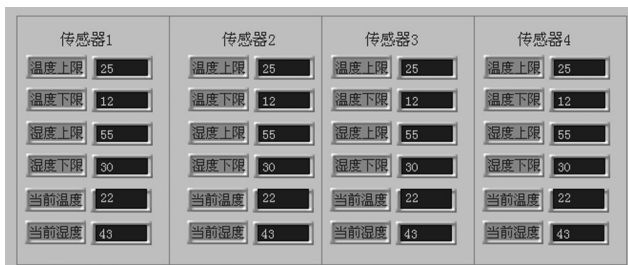 传感器1 传感器2 传感器3 传感器4
温度上限 25 温度上限 25 温度上限 25 温度上限 25
温度下限 12 温度下限 12 温度下限 12 温度下限 12
湿度上限 55 湿度上限 55 湿度上限 55 湿度上限 55
湿度下限 30 湿度下限 30 湿度下限 30 湿度下限 30
当前温度 22 当前温度 22 当前温度 22 当前温度 22
当前湿度 43 当前湿度 43 当前湿度 43 当前湿度 43